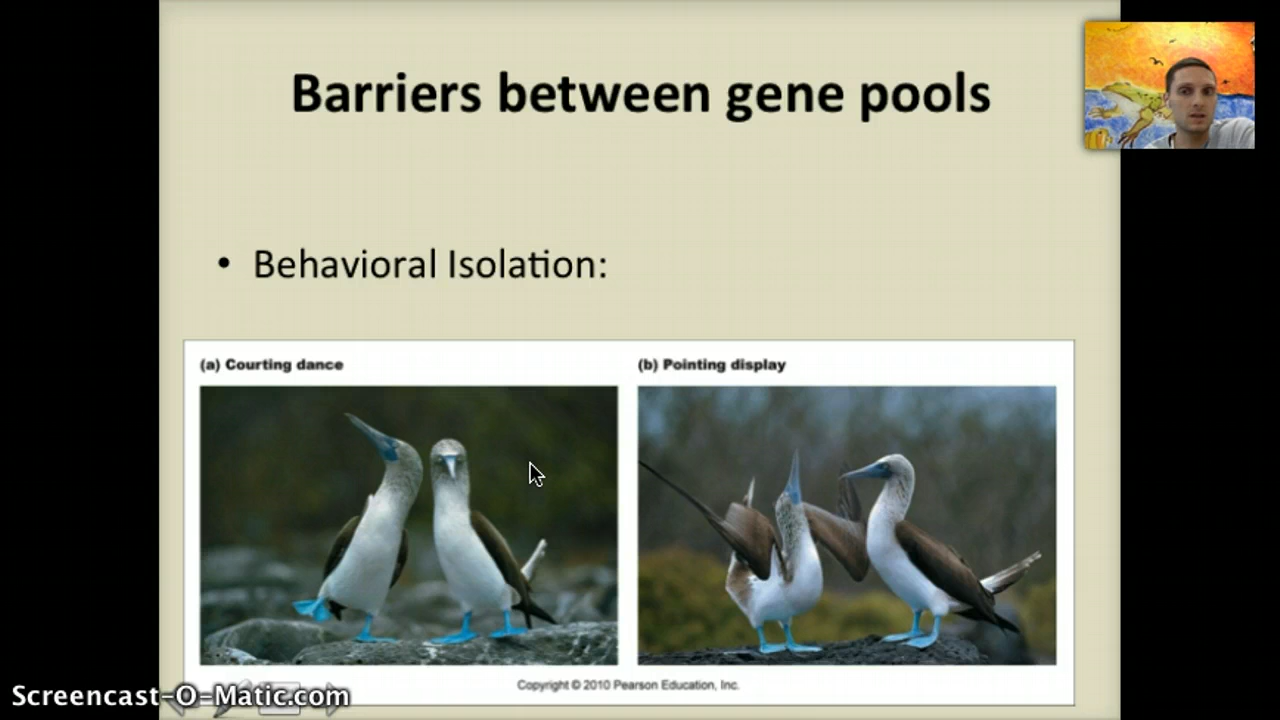 Barriers between gene pools
• Behavioral Isolation:
(a) Courting dance
(b) Pointing display
Copyright © 2010 Pearson Education, Inc.
Screencast-O-Matic.com